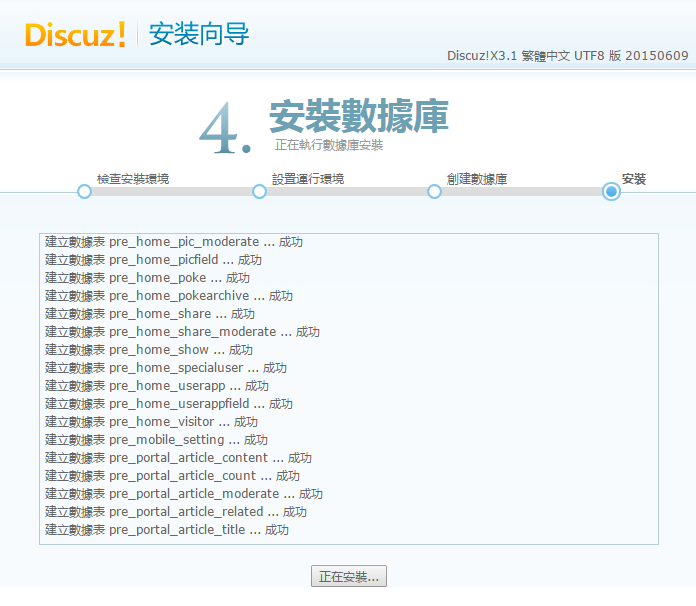 Discuz! 安装向导
Discuz!X3.1 繁體中文 UTF8 版 20150609
4. 安裝數據庫
正在執行數據庫安裝
檢查安裝環境 設置運行環境 創建數據庫 安裝
建立數據表 pre_home_pic_moderate ... 成功
建立數據表 pre_home_picfield ... 成功
建立數據表 pre_home_poke ... 成功
建立數據表 pre_home_pokearchive ... 成功
建立數據表 pre_home_share ... 成功
建立數據表 pre_home_share_moderate ... 成功
建立數據表 pre_home_show ... 成功
建立數據表 pre_home_specialuser ... 成功
建立數據表 pre_home_userapp ... 成功
建立數據表 pre_home_userappfield ... 成功
建立數據表 pre_home_visitor ... 成功
建立數據表 pre_mobile_setting ... 成功
建立數據表 pre_portal_article_content ... 成功
建立數據表 pre_portal_article_count ... 成功
建立數據表 pre_portal_article_moderate ... 成功
建立數據表 pre_portal_article_related ... 成功
建立數據表 pre_portal_article_title ... 成功
正在安裝...